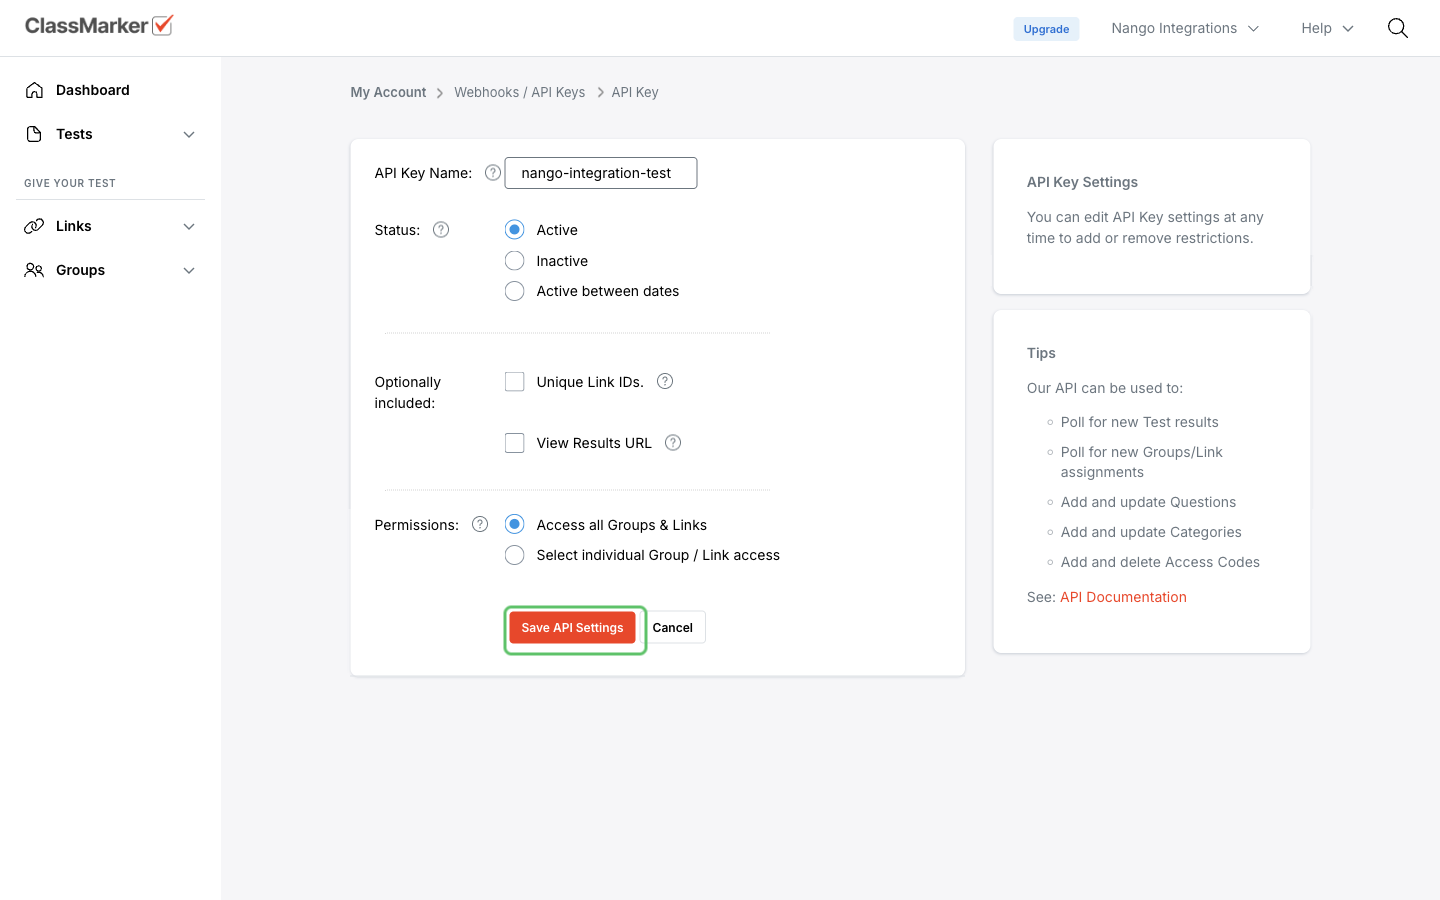 ClassMarker
Upgrade
Nango Integrations
Help
Dashboard
Tests
GIVE YOUR TEST
Links
Groups
My Account
Webhooks / API Keys
API Key
API Key Name:
nango-integration-test
Status:
Active
Inactive
Active between dates
Optionally
included:
Unique Link IDs.
View Results URL
Permissions:
Access all Groups & Links
Select individual Group / Link access
Save API Settings
Cancel
API Key Settings
You can edit API Key settings at any
time to add or remove restrictions.
Tips
Our API can be used to:
Poll for new Test results
Poll for new Groups/Link
assignments
Add and update Questions
Add and update Categories
Add and delete Access Codes
See: API Documentation